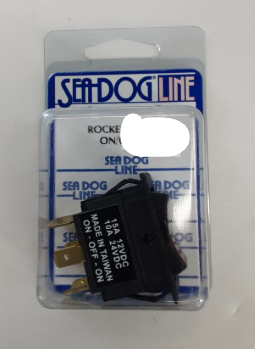 SEA-DOG LINE
ROCKE
ON/
SEA DOG
LINE
SEA DOG
LINE
15A 12VDC
10A 24VDC
MADE IN TAIWAN
ON - OFF - ON